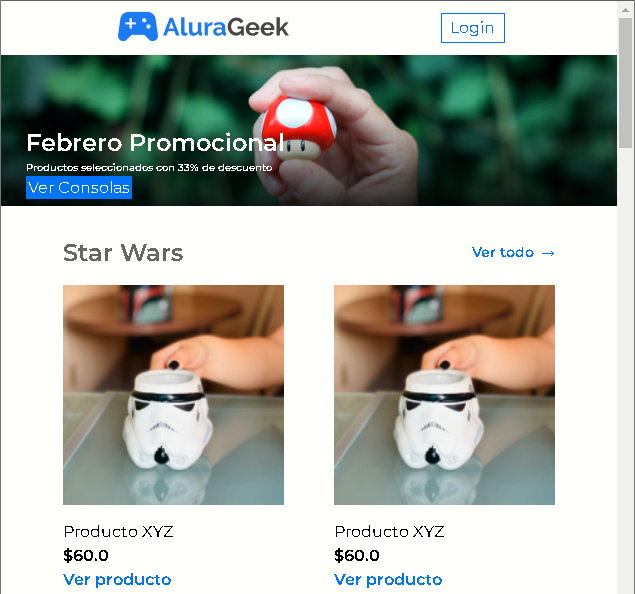 AluraGeek
Login
Febrero Promocional
Productos seleccionados con 33% de descuento
Ver Consolas
Star Wars
Ver todo →
Producto XYZ
$60.0
Ver producto
Producto XYZ
$60.0
Ver producto